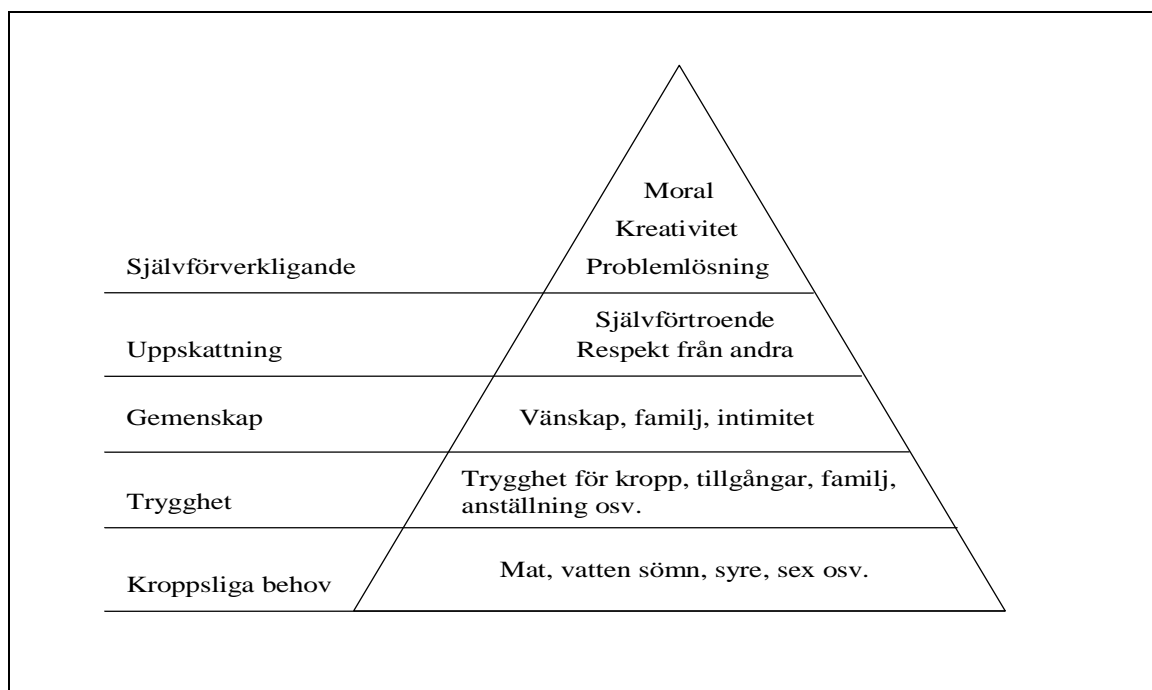 Moral
Kreativitet
Självförverkligande
Problemlösning
Självförtroende
Uppskattning
Respekt från andra
Gemenskap
Vänskap, familj, intimitet
Trygghet
Trygghet för kropp, tillgångar, familj,
anställning osv.
Kroppsliga behov
Mat, vatten sömn, syre, sex osv.